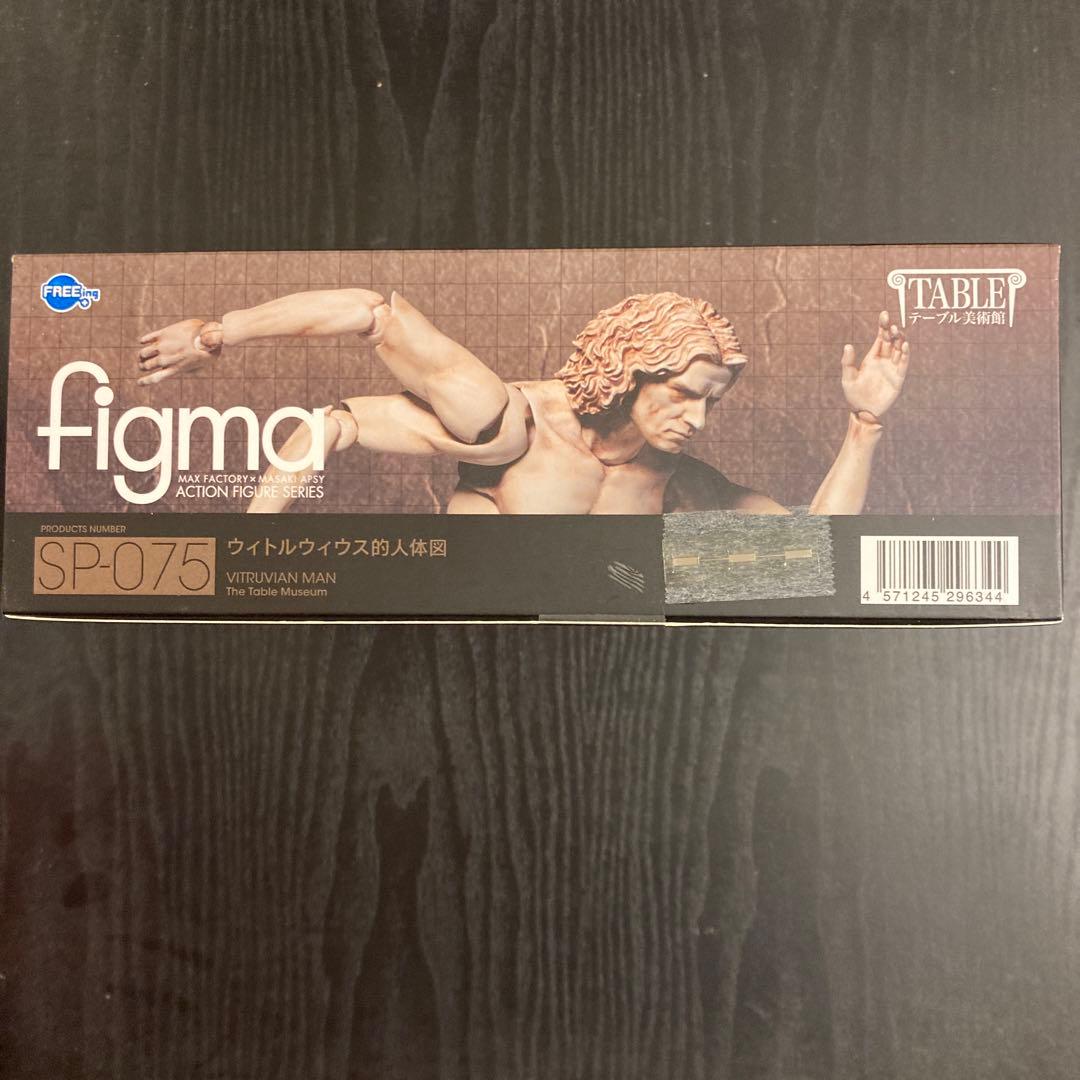 FREEing
TABLE
テーブル美術館
figma
MAX FACTORY×MASAKI APSY
ACTION FIGURE SERIES
PRODUCTS NUMBER
SP-075
ウィトルウィウス的人体図
VITRUVIAN MAN
The Table Museum
4 571245 296344